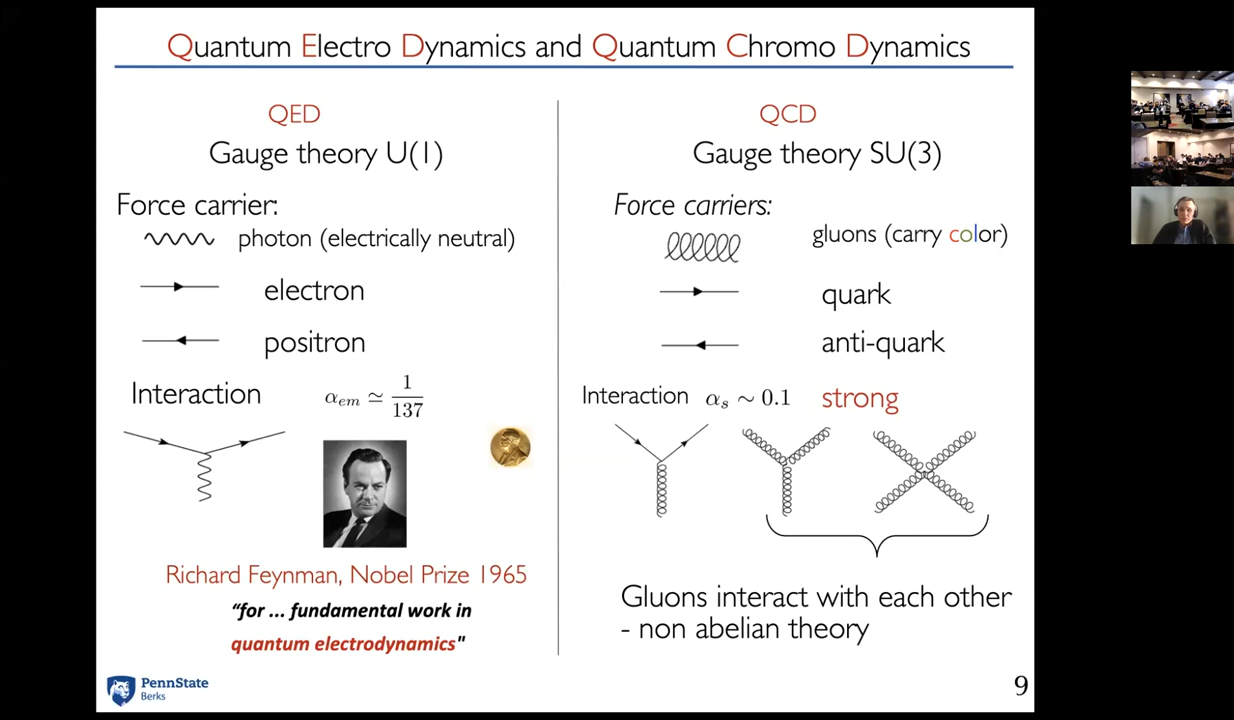 Quantum Electro Dynamics and Quantum Chromo Dynamics
QED
Gauge theory U(1)
Force carrier:
photon (electrically neutral)
electron
positron
Interaction
α_em ≃ 1/137
Richard Feynman, Nobel Prize 1965
“for ... fundamental work in
quantum electrodynamics"
QCD
Gauge theory SU(3)
Force carriers:
gluons (carry color)
quark
anti-quark
Interaction α_s ∼ 0.1 strong
Gluons interact with each other
- non abelian theory
PennState
Berks
9